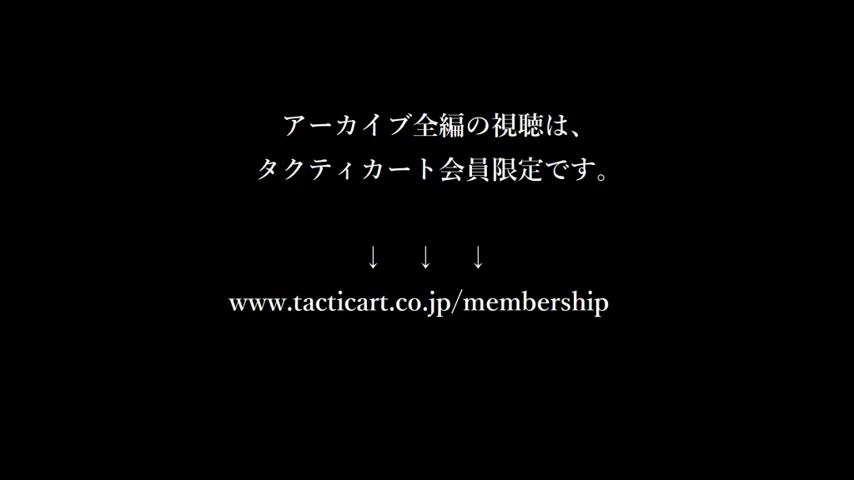 アーカイブ全編の視聴は、
タクティカート会員限定です。
↓ ↓ ↓
www.tacticart.co.jp/membership